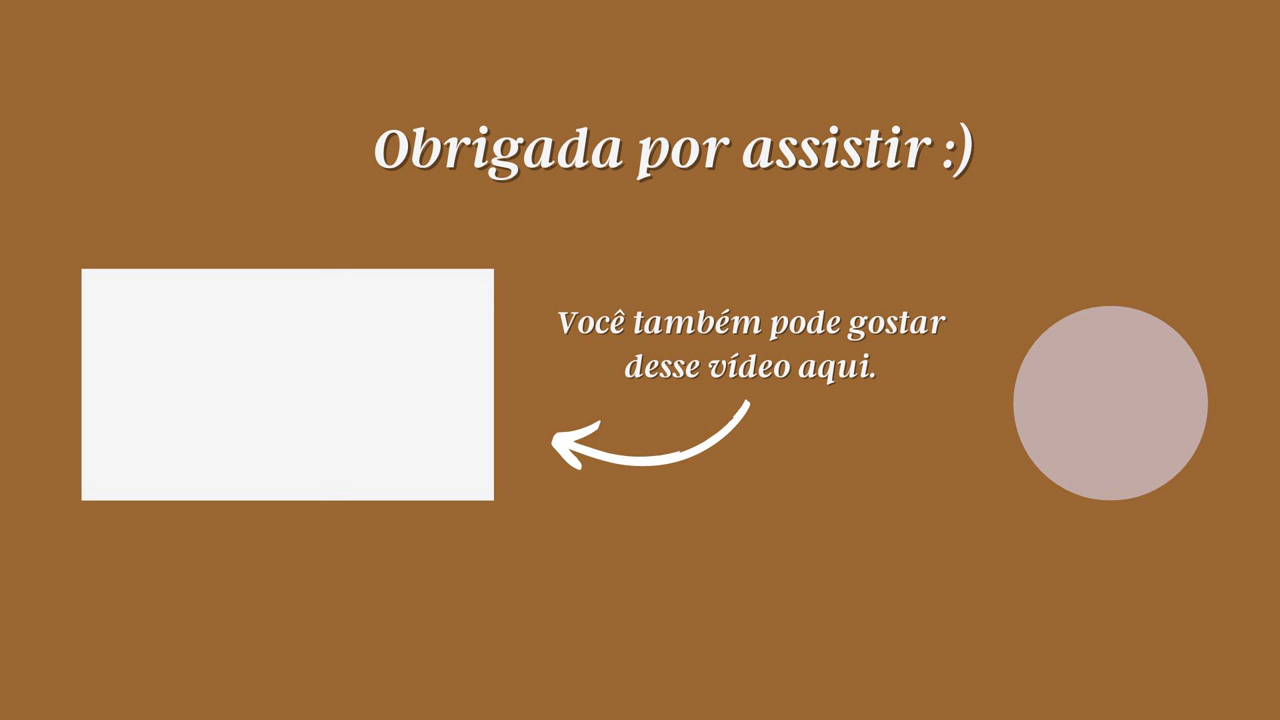 Obrigada por assistir :)
Você também pode gostar
desse vídeo aqui.